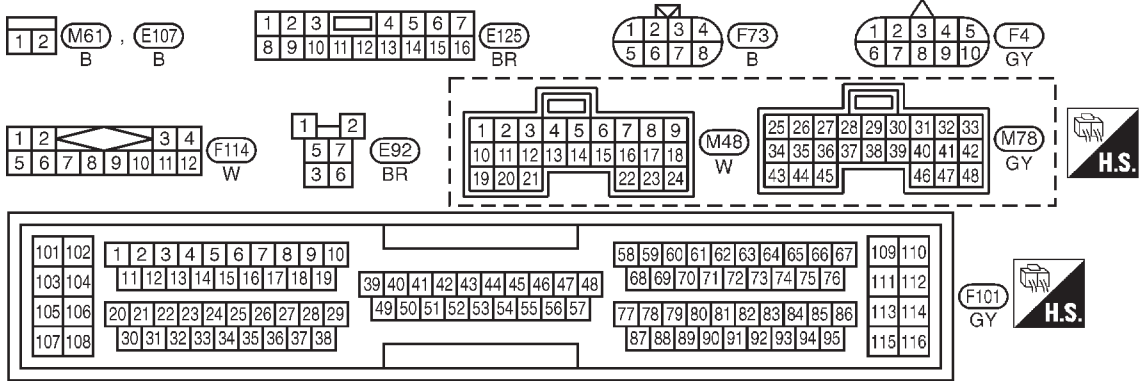 1 2 M61 , E107
B B
1 2 3 4 5 6 7
8 9 10 11 12 13 14 15 16
E125
BR
1 2 3 4
5 6 7 8
F73
B
1 2 3 4 5
6 7 8 9 10
F4
GY
1 2 3 4
5 6 7 8 9 10 11 12
F114
W
1 2
5 7
3 6
E92
BR
1 2 3 4 5 6 7 8 9
10 11 12 13 14 15 16 17 18
19 20 21 22 23 24
M48
W
25 26 27 28 29 30 31 32 33
34 35 36 37 38 39 40 41 42
43 44 45 46 47 48
M78
GY
H.S.
101 102
103 104
105 106
107 108
1 2 3 4 5 6 7 8 9 10
11 12 13 14 15 16 17 18 19
20 21 22 23 24 25 26 27 28 29
30 31 32 33 34 35 36 37 38
39 40 41 42 43 44 45 46 47 48
49 50 51 52 53 54 55 56 57
58 59 60 61 62 63 64 65 66 67
68 69 70 71 72 73 74 75 76
77 78 79 80 81 82 83 84 85 86
87 88 89 90 91 92 93 94 95
109 110
111 112
113 114
115 116
F101
GY
H.S.